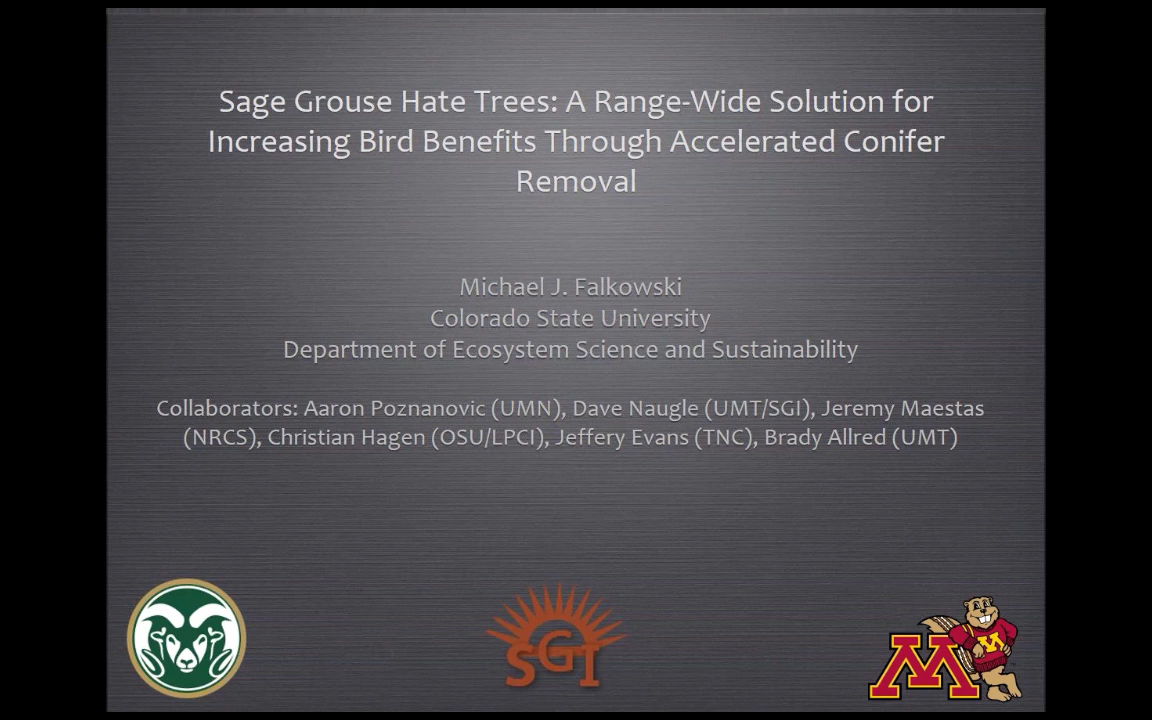 Sage Grouse Hate Trees: A Range-Wide Solution for
Increasing Bird Benefits Through Accelerated Conifer
Removal
Michael J. Falkowski
Colorado State University
Department of Ecosystem Science and Sustainability
Collaborators: Aaron Poznanovic (UMN), Dave Naugle (UMT/SGI), Jeremy Maestas
(NRCS), Christian Hagen (OSU/LPCI), Jeffery Evans (TNC), Brady Allred (UMT)
SGI
M
M